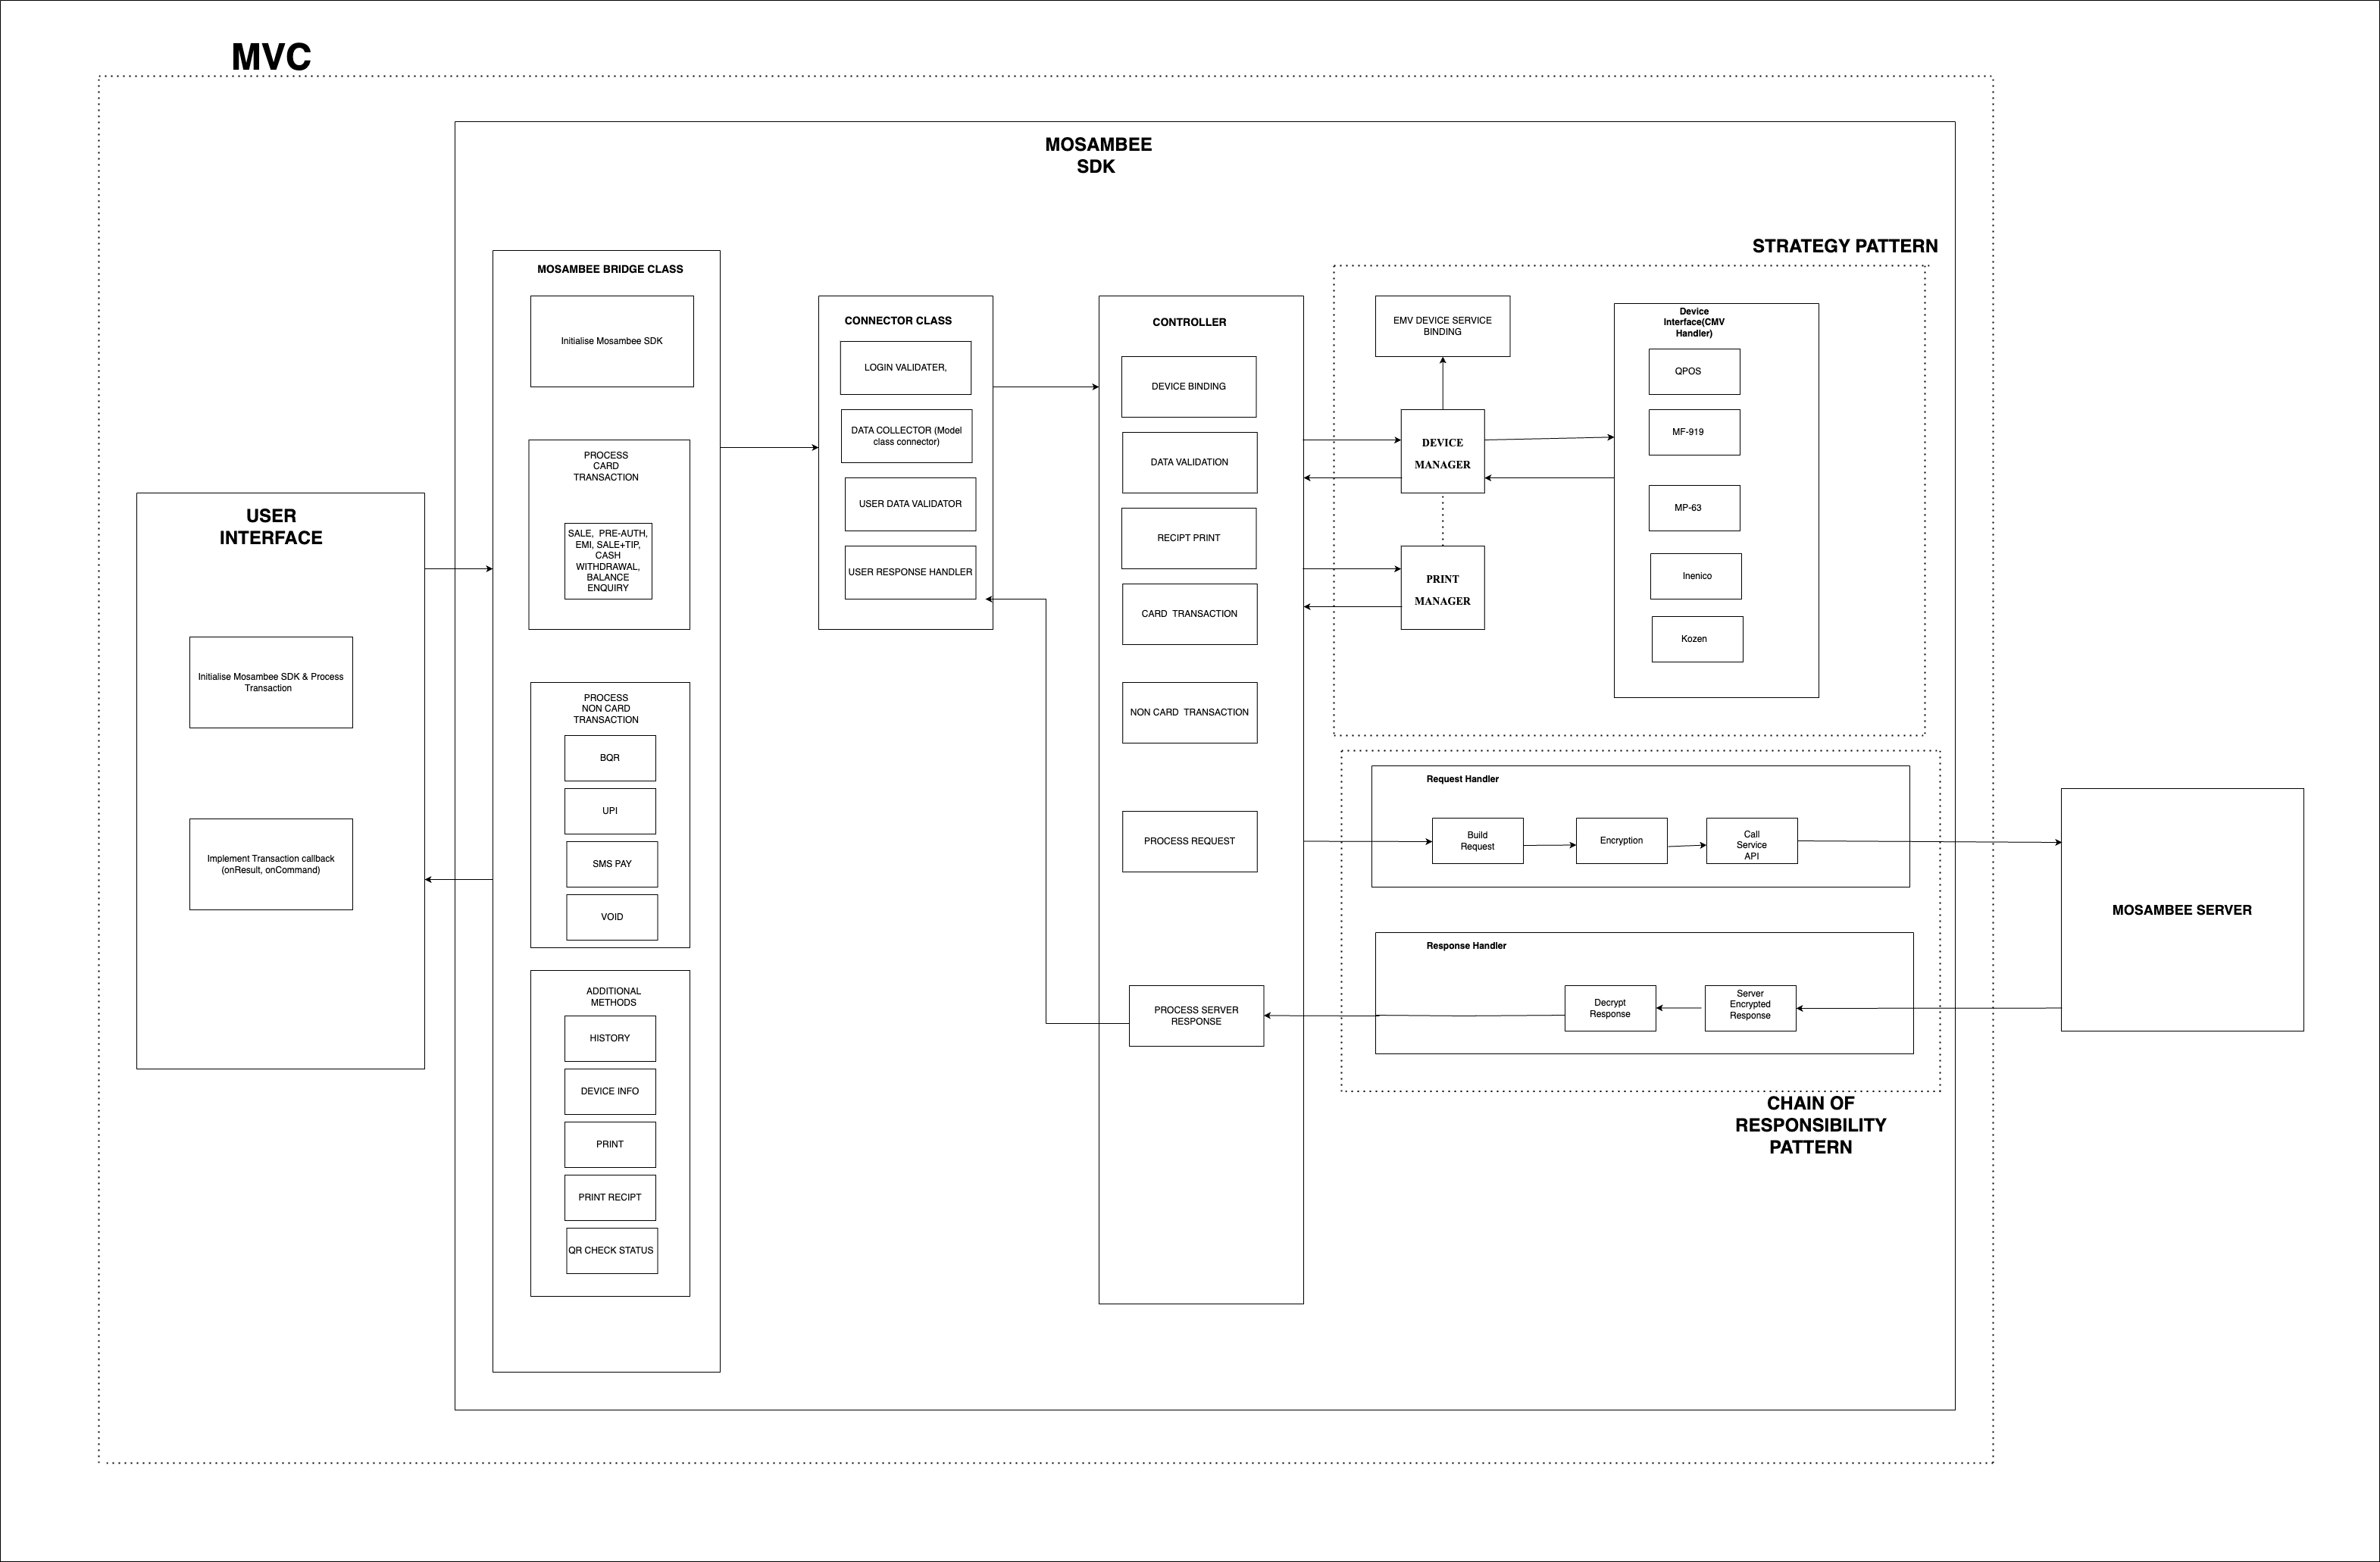 MVC
MOSAMBEE
SDK
USER
INTERFACE
Initialise Mosambee SDK & Process
Transaction
Implement Transaction callback
(onResult, onCommand)
MOSAMBEE BRIDGE CLASS
Initialise Mosambee SDK
PROCESS
CARD
TRANSACTION
SALE, PRE-AUTH,
EMI, SALE+TIP,
CASH
WITHDRAWAL,
BALANCE
ENQUIRY
PROCESS
NON CARD
TRANSACTION
BQR
UPI
SMS PAY
VOID
ADDITIONAL
METHODS
HISTORY
DEVICE INFO
PRINT
PRINT RECIPT
QR CHECK STATUS
CONNECTOR CLASS
LOGIN VALIDATER,
DATA COLLECTOR (Model
class connector)
USER DATA VALIDATOR
USER RESPONSE HANDLER
CONTROLLER
DEVICE BINDING
DATA VALIDATION
RECIPT PRINT
CARD TRANSACTION
NON CARD TRANSACTION
PROCESS REQUEST
PROCESS SERVER
RESPONSE
STRATEGY PATTERN
EMV DEVICE SERVICE
BINDING
DEVICE
MANAGER
PRINT
MANAGER
Device
Interface(CMV
Handler)
QPOS
MF-919
MP-63
Inenico
Kozen
Request Handler
Build
Request
Encryption
Call
Service
API
Response Handler
Decrypt
Response
Server
Encrypted
Response
CHAIN OF
RESPONSIBILITY
PATTERN
MOSAMBEE SERVER